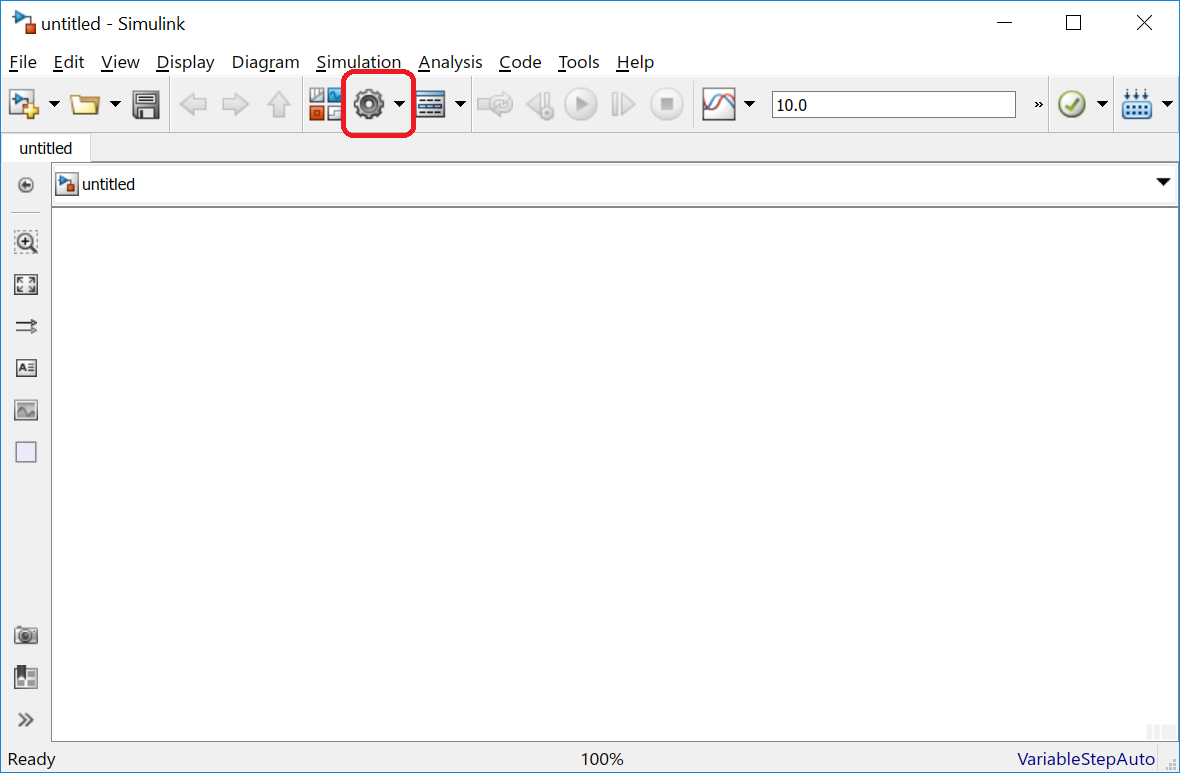 untitled - Simulink
File Edit View Display Diagram Simulation Analysis Code Tools Help
10.0 »
untitled
untitled
Ready 100% VariableStepAuto